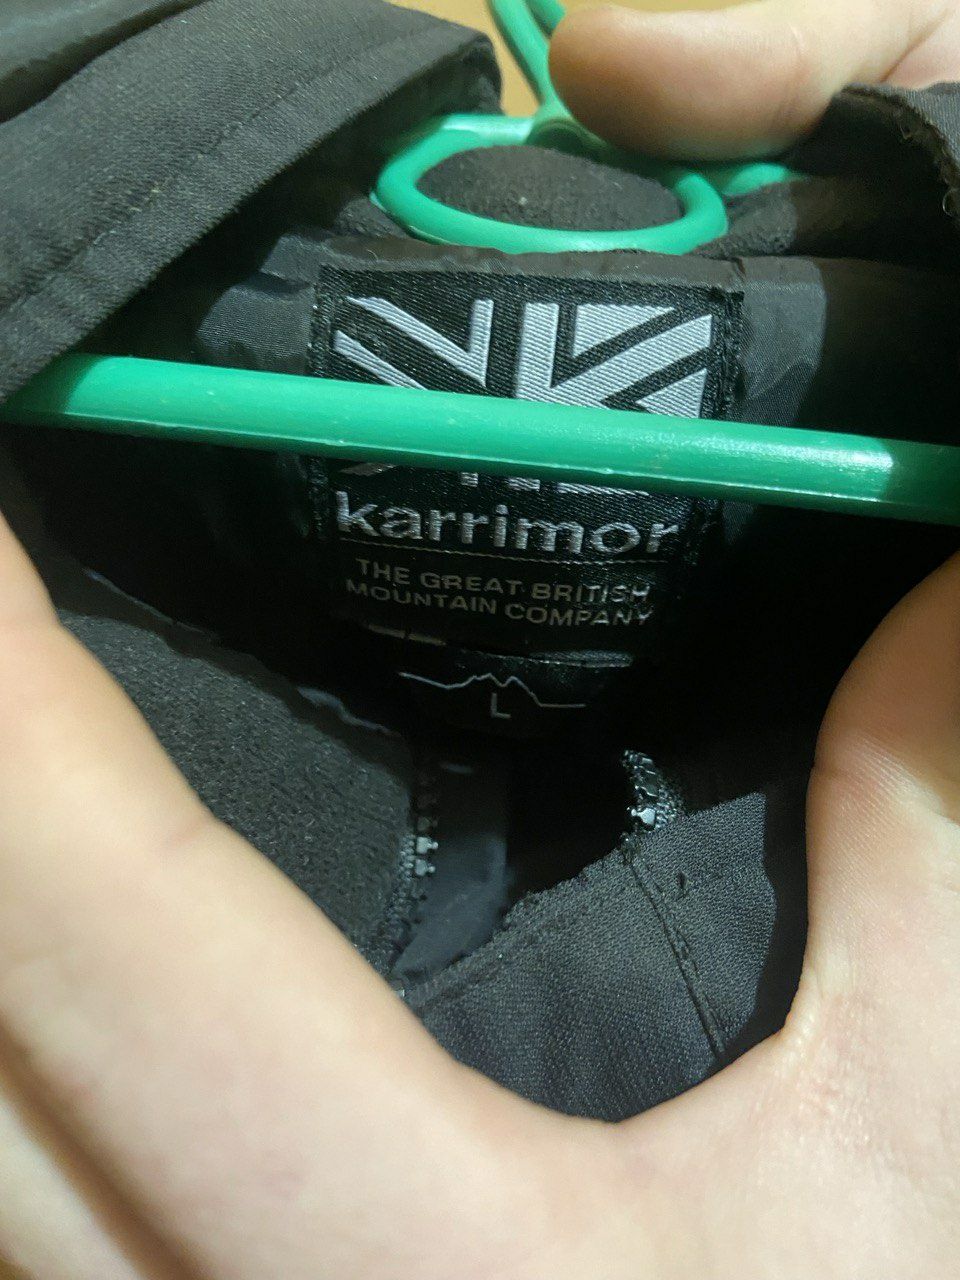 karrimor
THE GREAT BRITISH
MOUNTAIN COMPANY
L